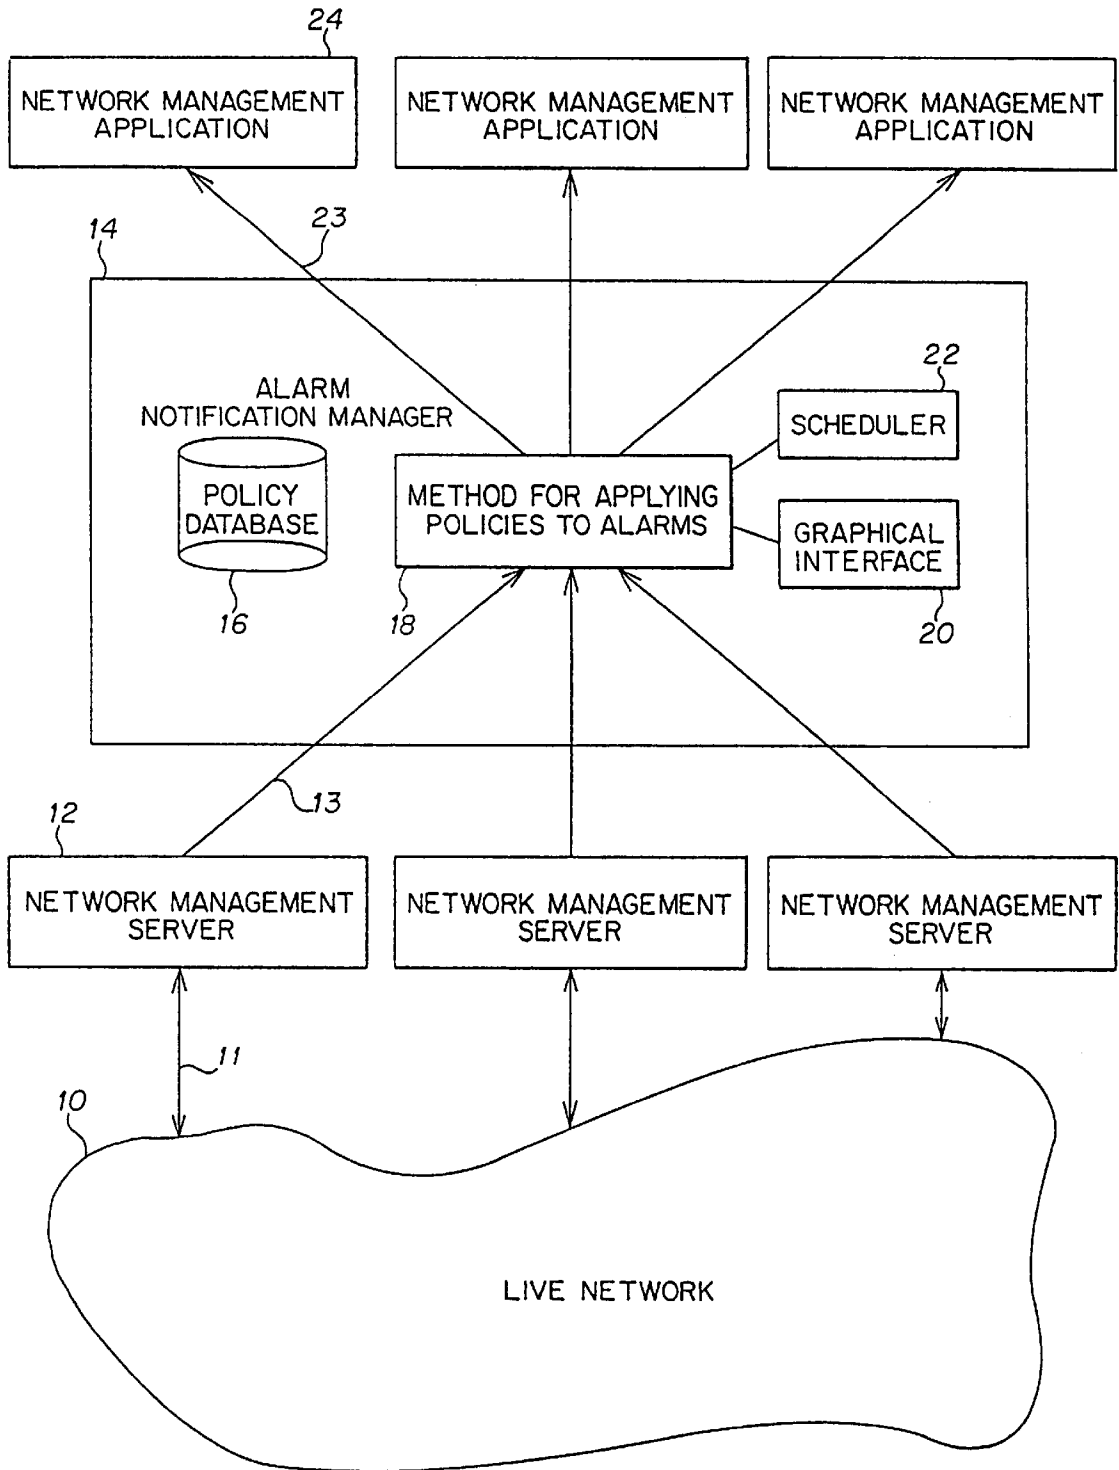 24
NETWORK MANAGEMENT
APPLICATION
NETWORK MANAGEMENT
APPLICATION
NETWORK MANAGEMENT
APPLICATION
23
14
ALARM
NOTIFICATION MANAGER
POLICY
DATABASE
16
METHOD FOR APPLYING
POLICIES TO ALARMS
18
22
SCHEDULER
GRAPHICAL
INTERFACE
20
13
12
NETWORK MANAGEMENT
SERVER
NETWORK MANAGEMENT
SERVER
NETWORK MANAGEMENT
SERVER
11
10
LIVE NETWORK